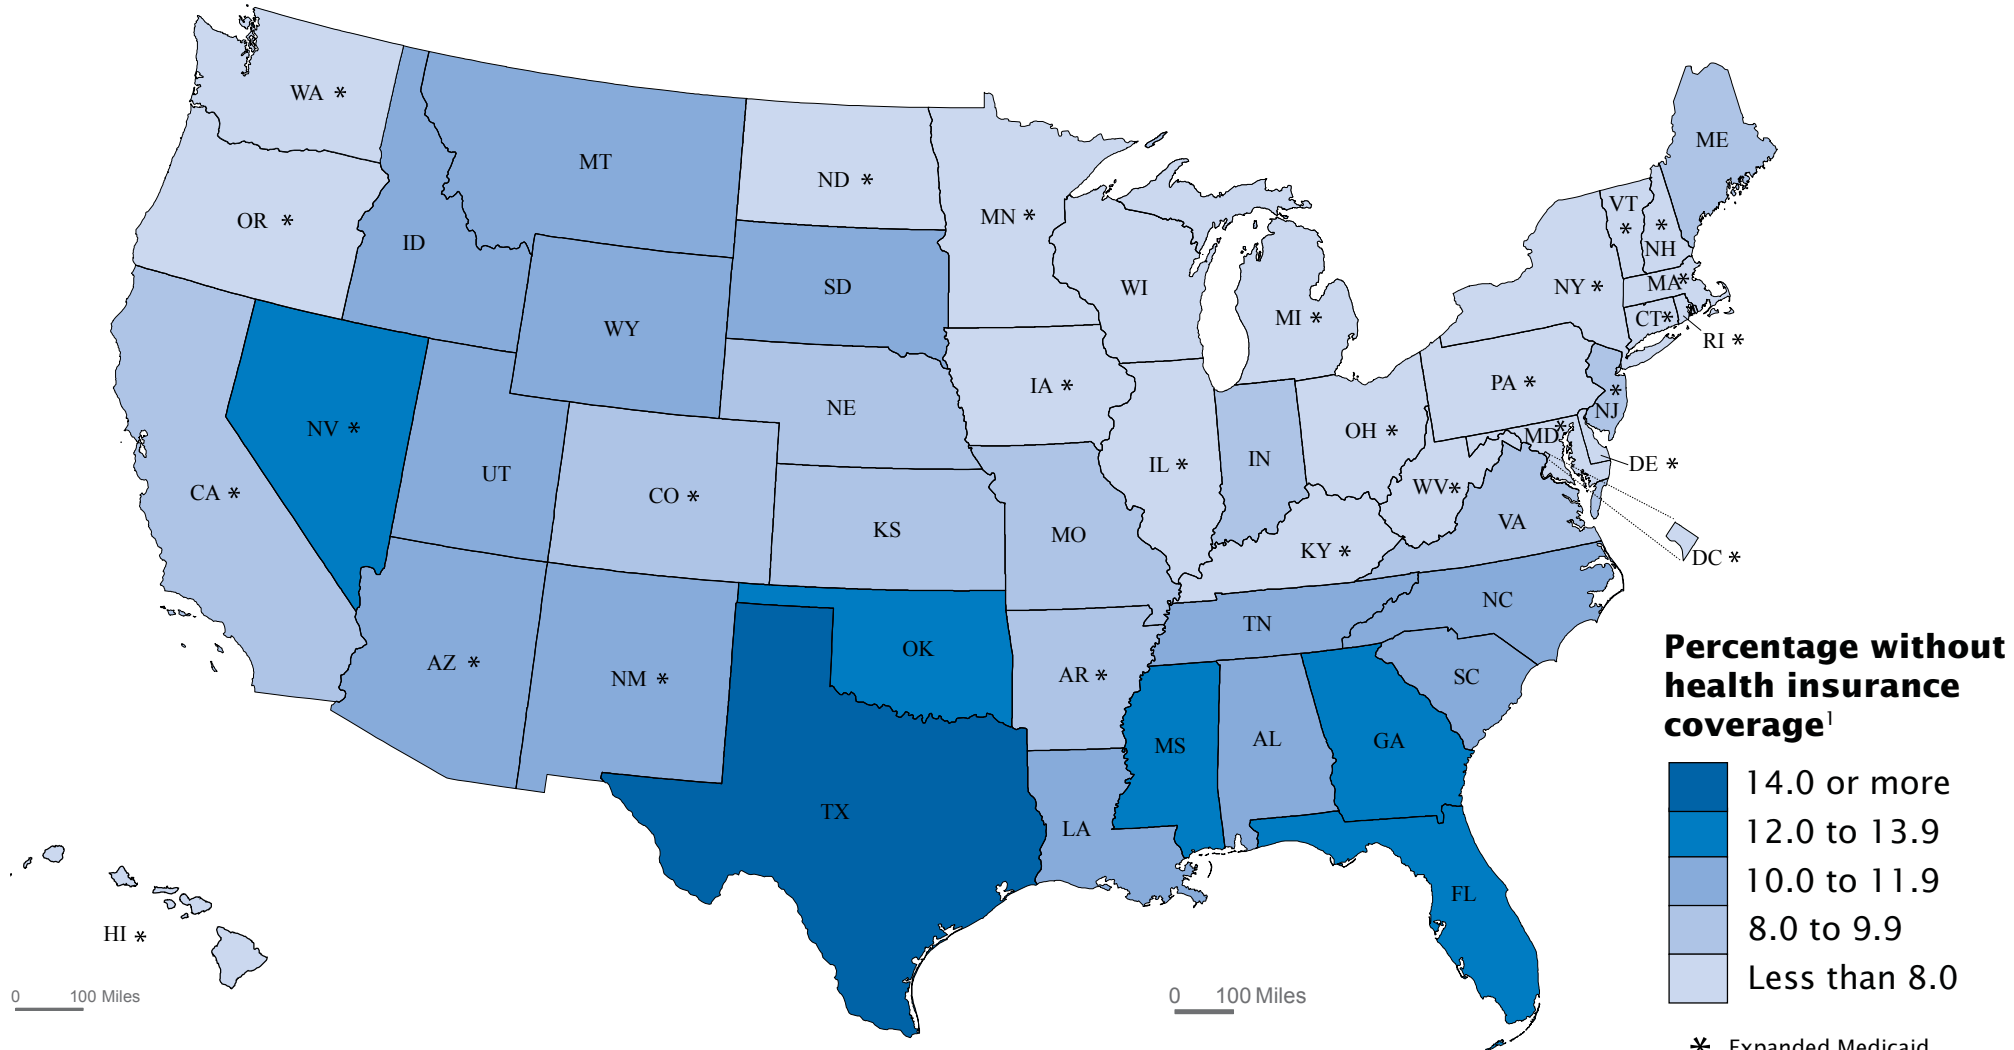 WA *
MT
ND *
MN *
ME
OR *
ID
VT
*
*
NH
WY
SD
WI
MI *
NY *
MA*
CT*
RI *
NV *
UT
NE
IA *
PA *
*
NJ
CA *
CO *
KS
MO
IL *
IN
OH *
MD*
DE *
WV*
VA
KY *
DC *
AZ *
NM *
OK
AR *
TN
NC
SC
TX
LA
MS
AL
GA
FL
HI *
0 100 Miles
0 100 Miles
Percentage without
health insurance
coverage1
14.0 or more
12.0 to 13.9
10.0 to 11.9
8.0 to 9.9
Less than 8.0
* Expanded Medicaid